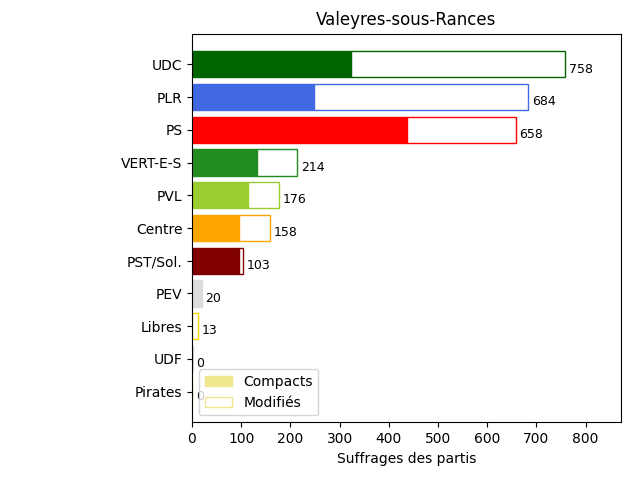 Valeyres-sous-Rances
UDC 758
PLR 684
PS 658
VERT-E-S 214
PVL 176
Centre 158
PST/Sol. 103
PEV 20
Libres 13
UDF 0
Pirates 0
Compacts
Modifiés
0 100 200 300 400 500 600 700 800
Suffrages des partis